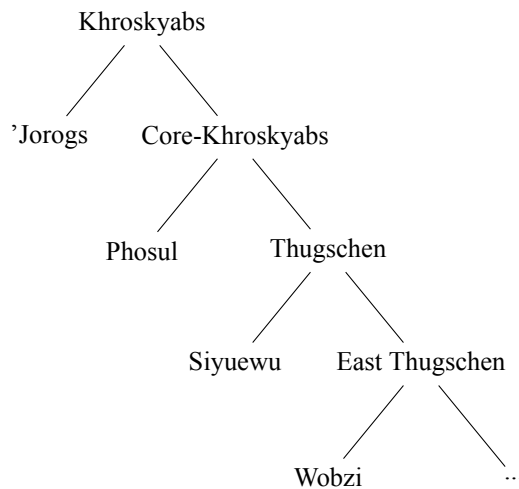 Khroskyabs
’Jorogs Core-Khroskyabs
Phosul Thugschen
Siyuewu East Thugschen
Wobzi ..